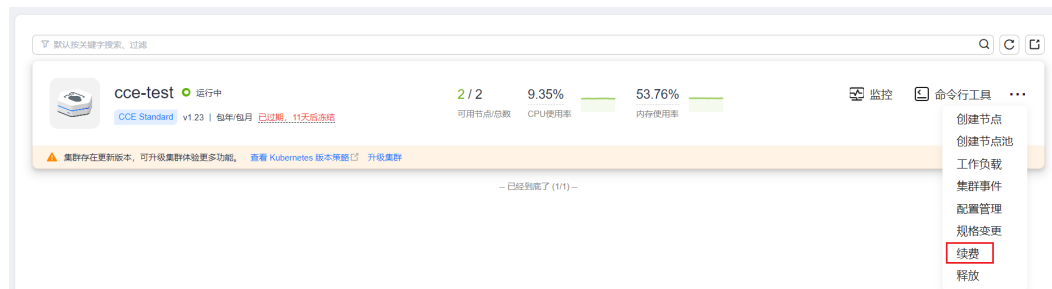 默认按关键字搜索、过滤
cce-test 运行中 2 / 2 9.35% 53.76% 监控 命令行工具 ...
CCE Standard v1.23 | 包年/包月 已过期，11天后冻结 可用节点/总数 CPU使用率 内存使用率
创建节点
创建节点池
集群存在更新版本，可升级集群体验更多功能。 查看 Kubernetes 版本策略 升级集群
工作负载
-- 已经到底了 (1/1) --
集群事件
配置管理
规格变更
续费
释放